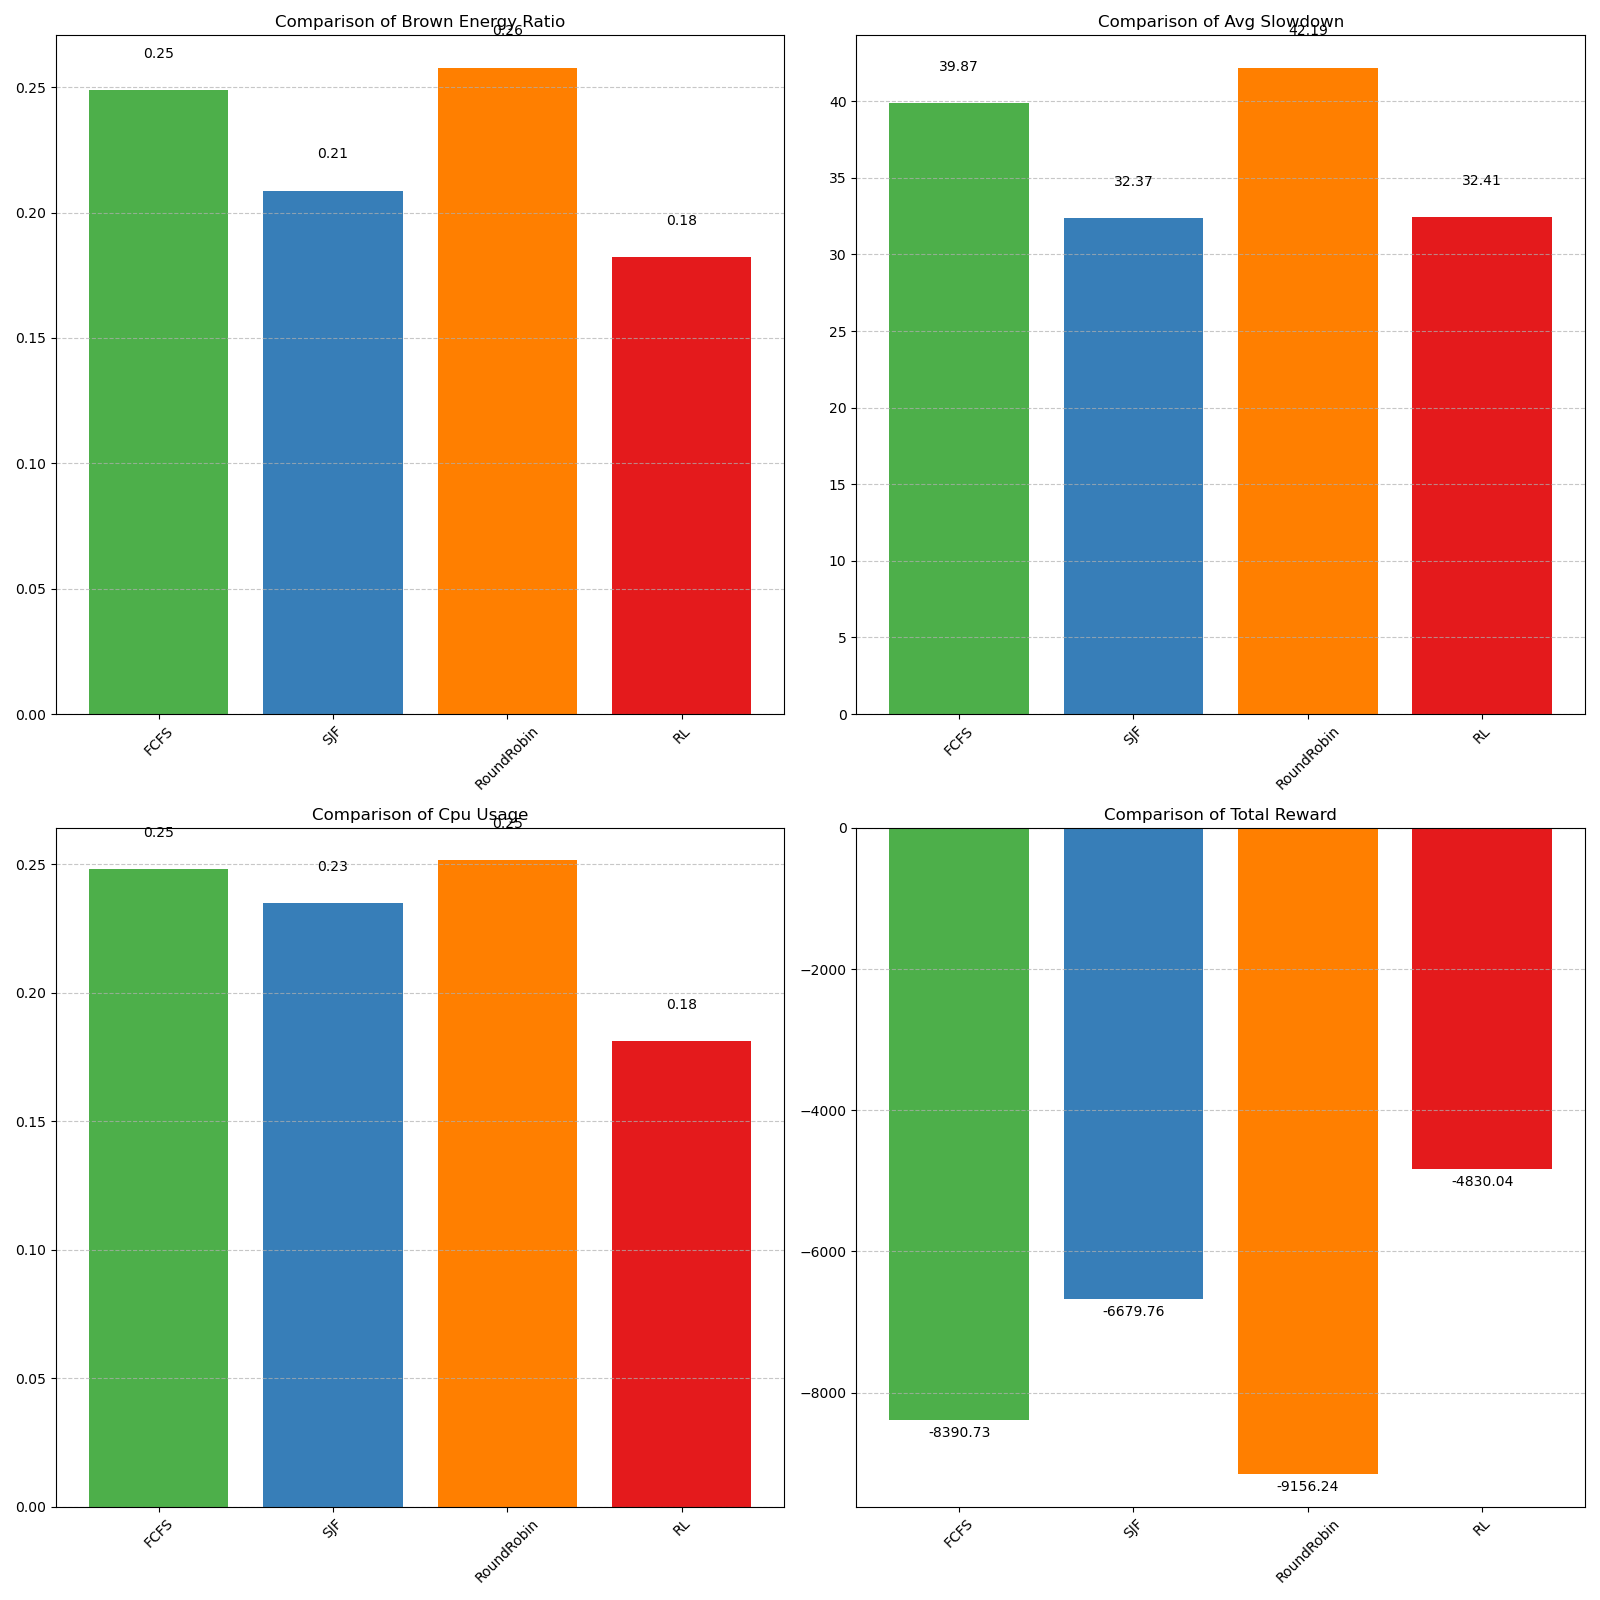 Comparison of Brown Energy Ratio
0.25
0.21
0.26
0.18
0.25
0.20
0.15
0.10
0.05
0.00
FCFS
SJF
RoundRobin
RL
Comparison of Avg Slowdown
39.87
32.37
42.19
32.41
40
35
30
25
20
15
10
5
0
FCFS
SJF
RoundRobin
RL
Comparison of Cpu Usage
0.25
0.23
0.25
0.18
0.25
0.20
0.15
0.10
0.05
0.00
FCFS
SJF
RoundRobin
RL
Comparison of Total Reward
0
−2000
−4000
−6000
−8000
-8390.73
-6679.76
-9156.24
-4830.04
FCFS
SJF
RoundRobin
RL